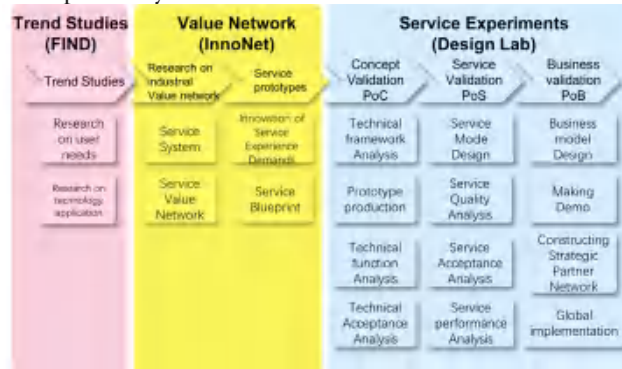 Trend Studies
(FIND)
Value Network
(InnoNet)
Service Experiments
(Design Lab)
Trend Studies
Research on
industrial
Value network
Service
prototypes
Concept
Validation
PoC
Service
Validation
PoS
Business
validation
PoB
Research
on user
needs
Research on
technology
application
Service
System
Service
Value
Network
Innovation of
Service
Experience
Demands
Service
Blueprint
Technical
framework
Analysis
Prototype
production
Technical
function
Analysis
Technical
Acceptance
Analysis
Service
Mode
Design
Service
Quality
Analysis
Service
Acceptance
Analysis
Service
performance
Analysis
Business
model
Design
Making
Demo
Constructing
Strategic
Partner
Network
Global
implementation